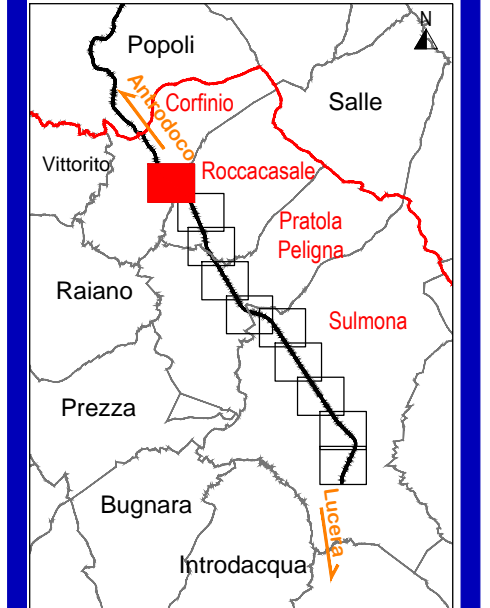 N
Popoli
Antrodoco
Corfinio
Salle
Vittorito
Roccacasale
Pratola
Peligna
Raiano
Sulmona
Prezza
Bugnara
Lucera
Introdacqua